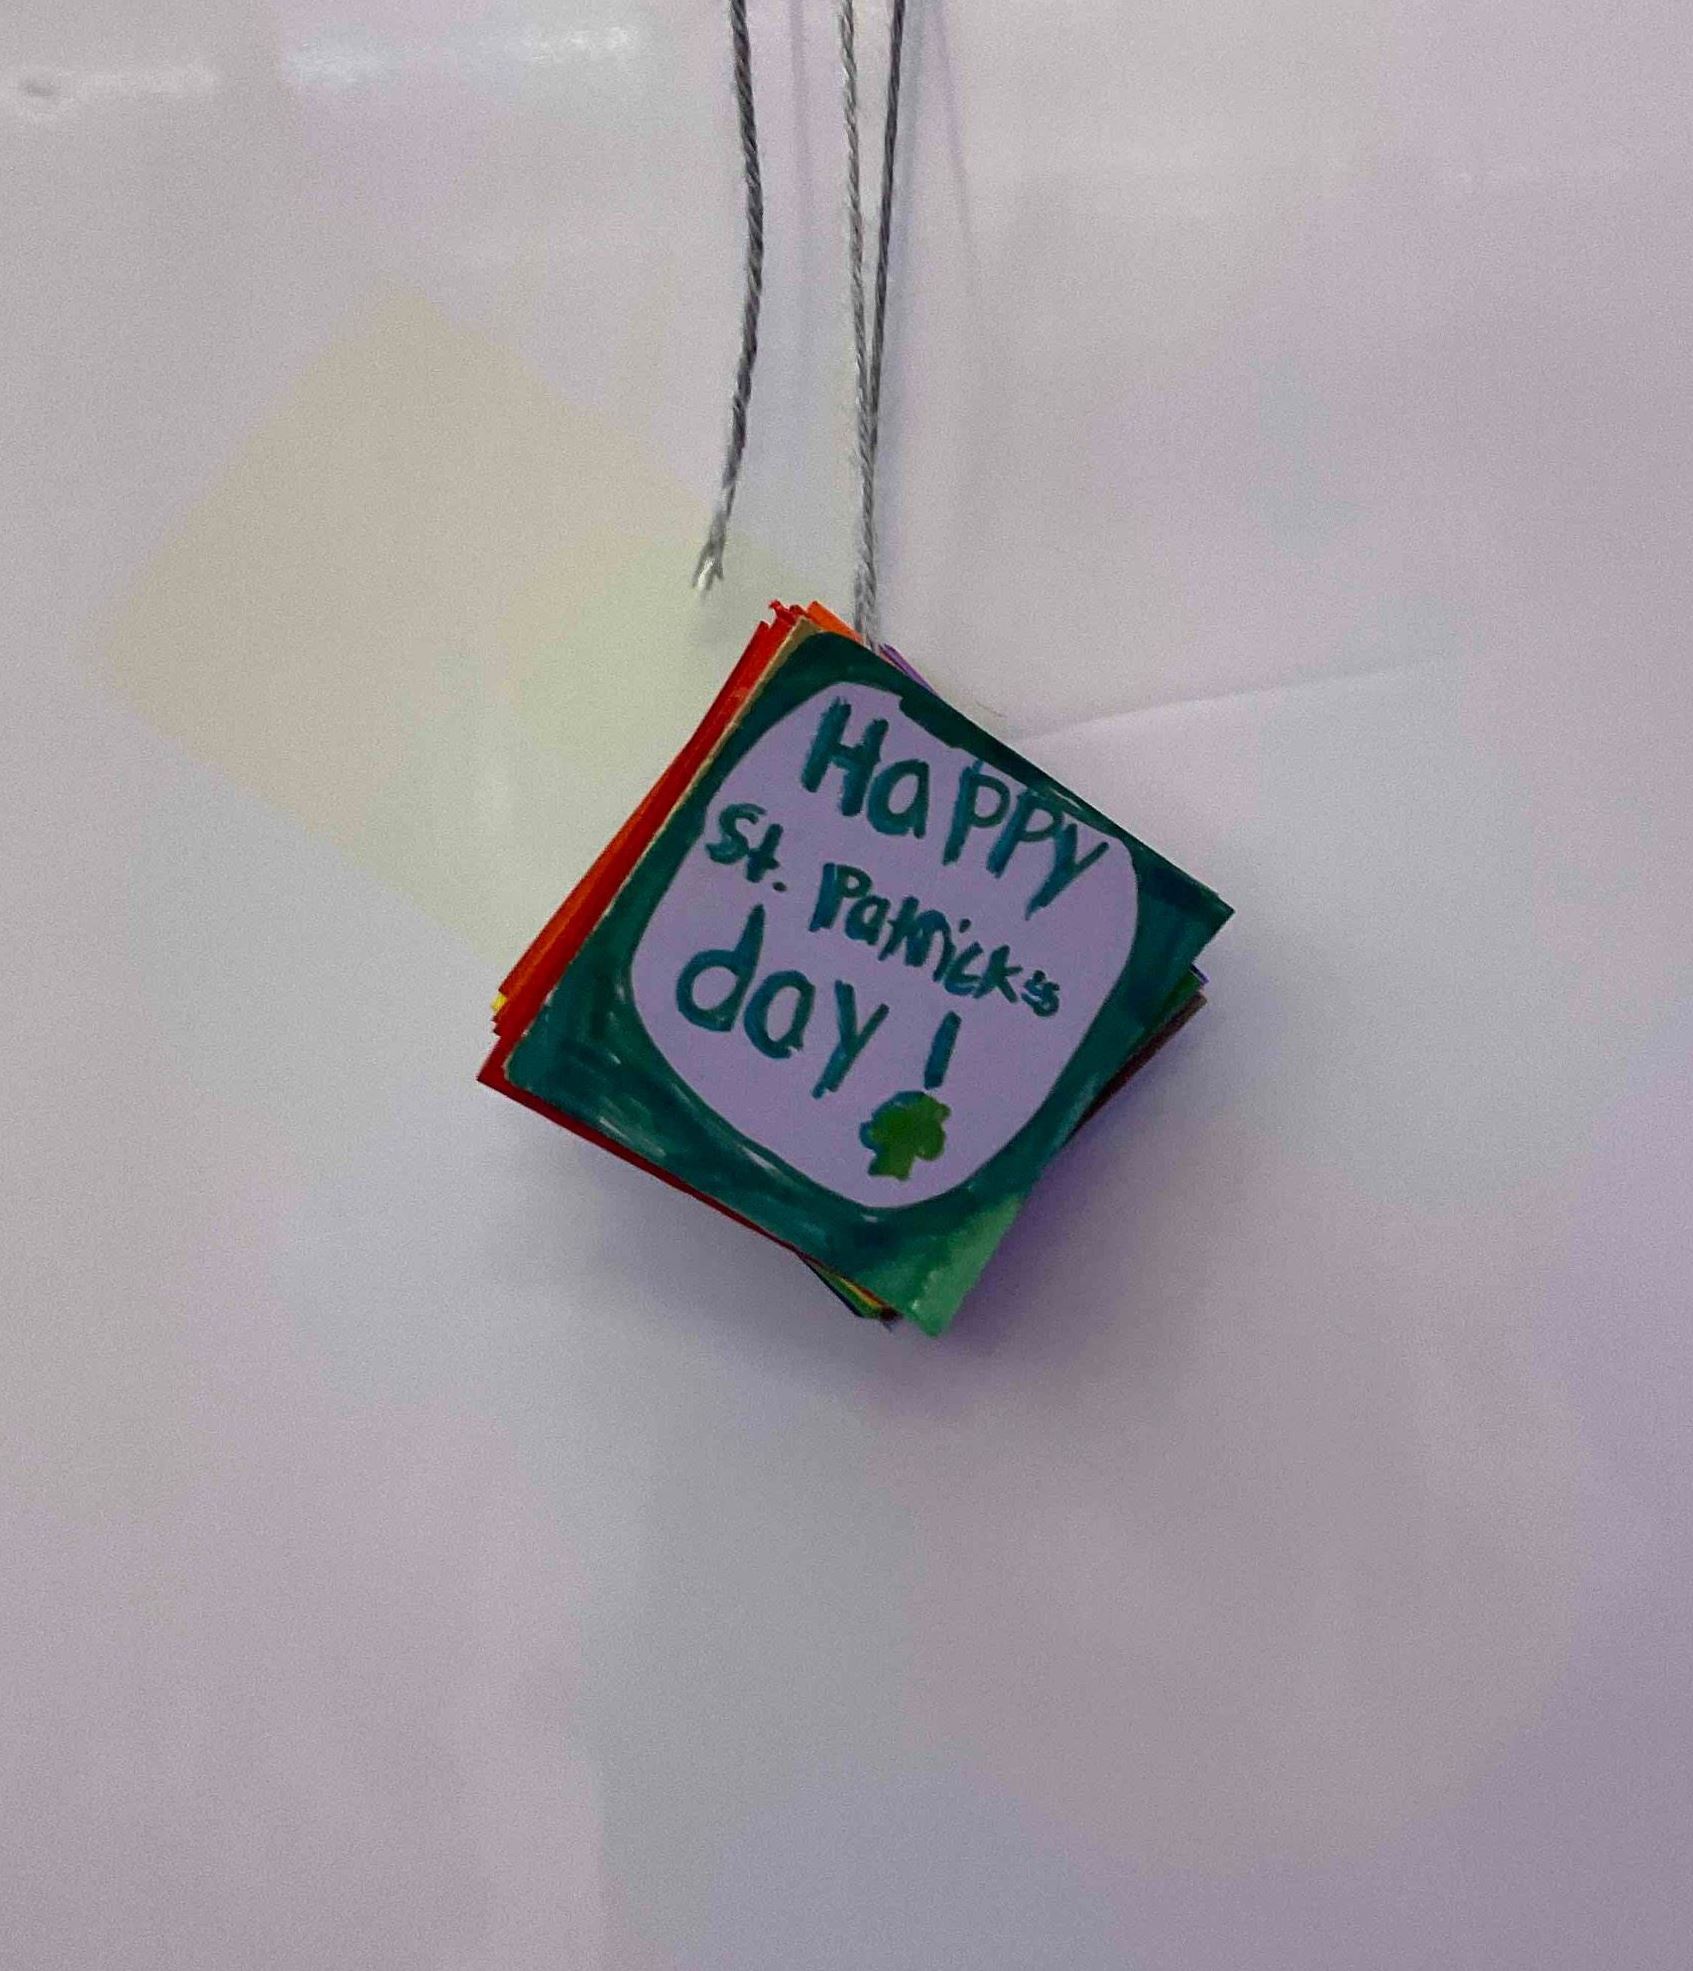 Happy
St. Patrick's
day!